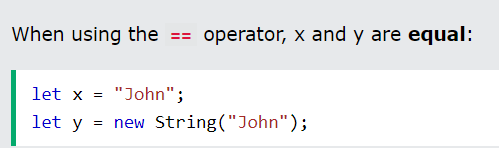 When using the == operator, x and y are equal:
let x = "John";
let y = new String("John");